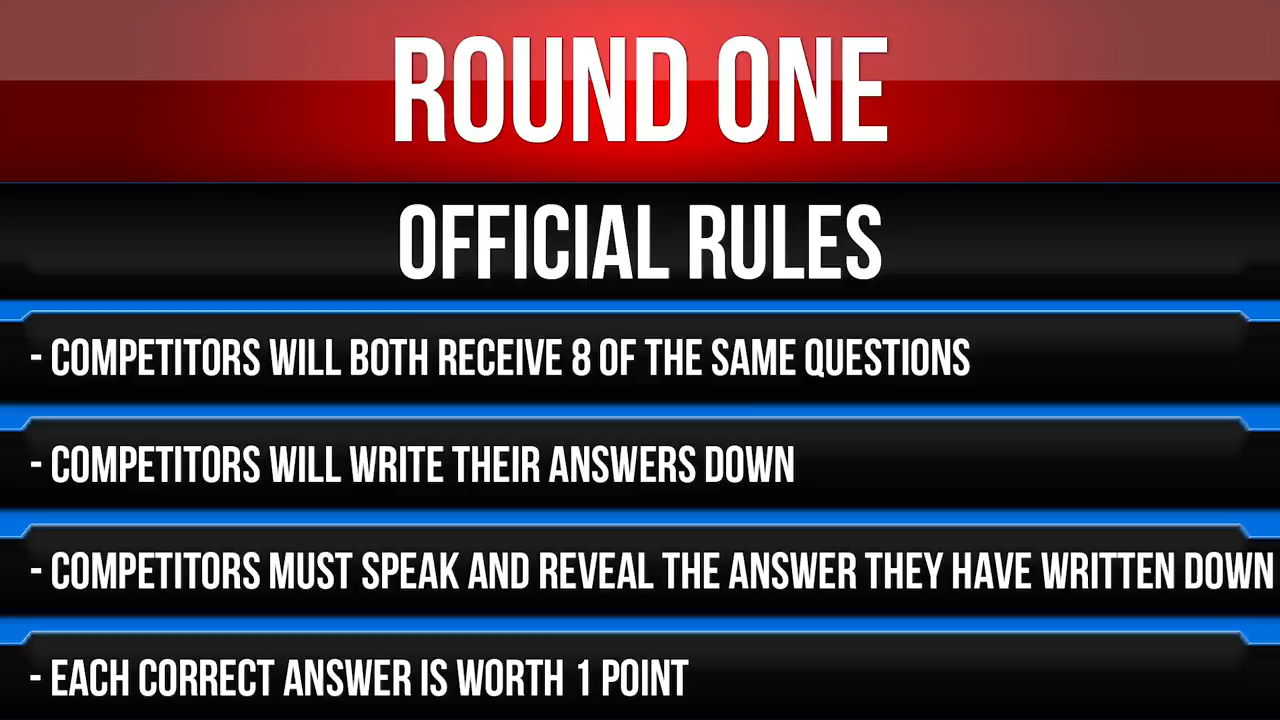 ROUND ONE
OFFICIAL RULES
- COMPETITORS WILL BOTH RECEIVE 8 OF THE SAME QUESTIONS
- COMPETITORS WILL WRITE THEIR ANSWERS DOWN
- COMPETITORS MUST SPEAK AND REVEAL THE ANSWER THEY HAVE WRITTEN DOWN
- EACH CORRECT ANSWER IS WORTH 1 POINT